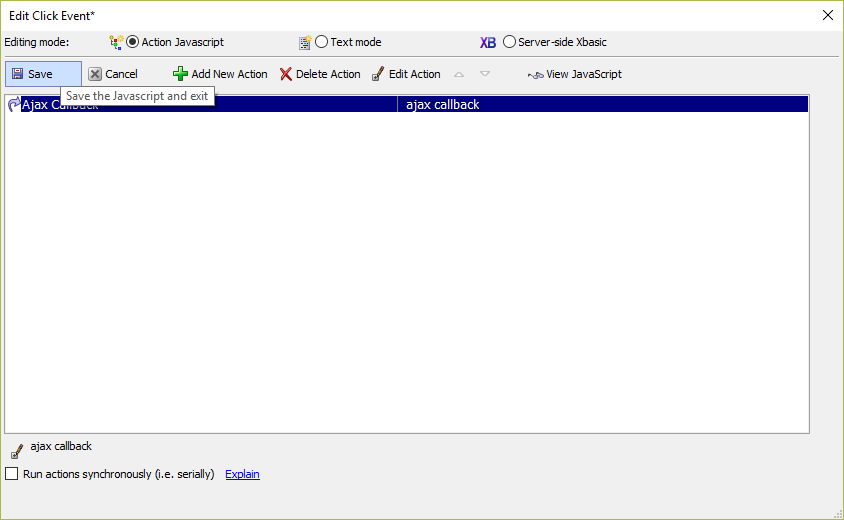 Edit Click Event*
Editing mode: Action Javascript Text mode XB Server-side Xbasic
Save Cancel Add New Action Delete Action Edit Action View JavaScript
Save the Javascript and exit
Ajax Callback ajax callback
ajax callback
Run actions synchronously (i.e. serially) Explain